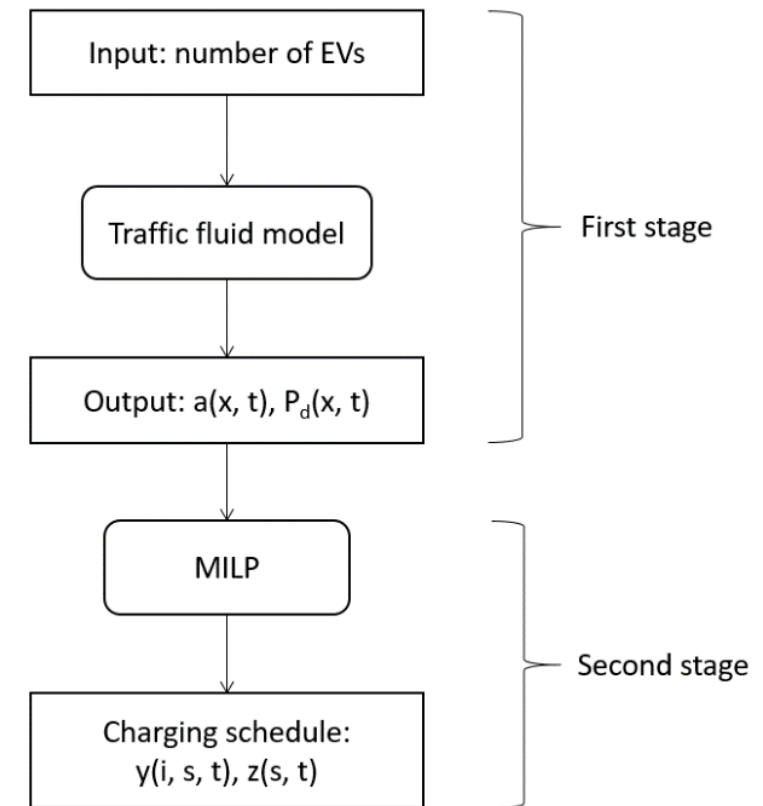 Input: number of EVs
Traffic fluid model
First stage
Output: a(x, t), Pd(x, t)
MILP
Second stage
Charging schedule:
y(i, s, t), z(s, t)